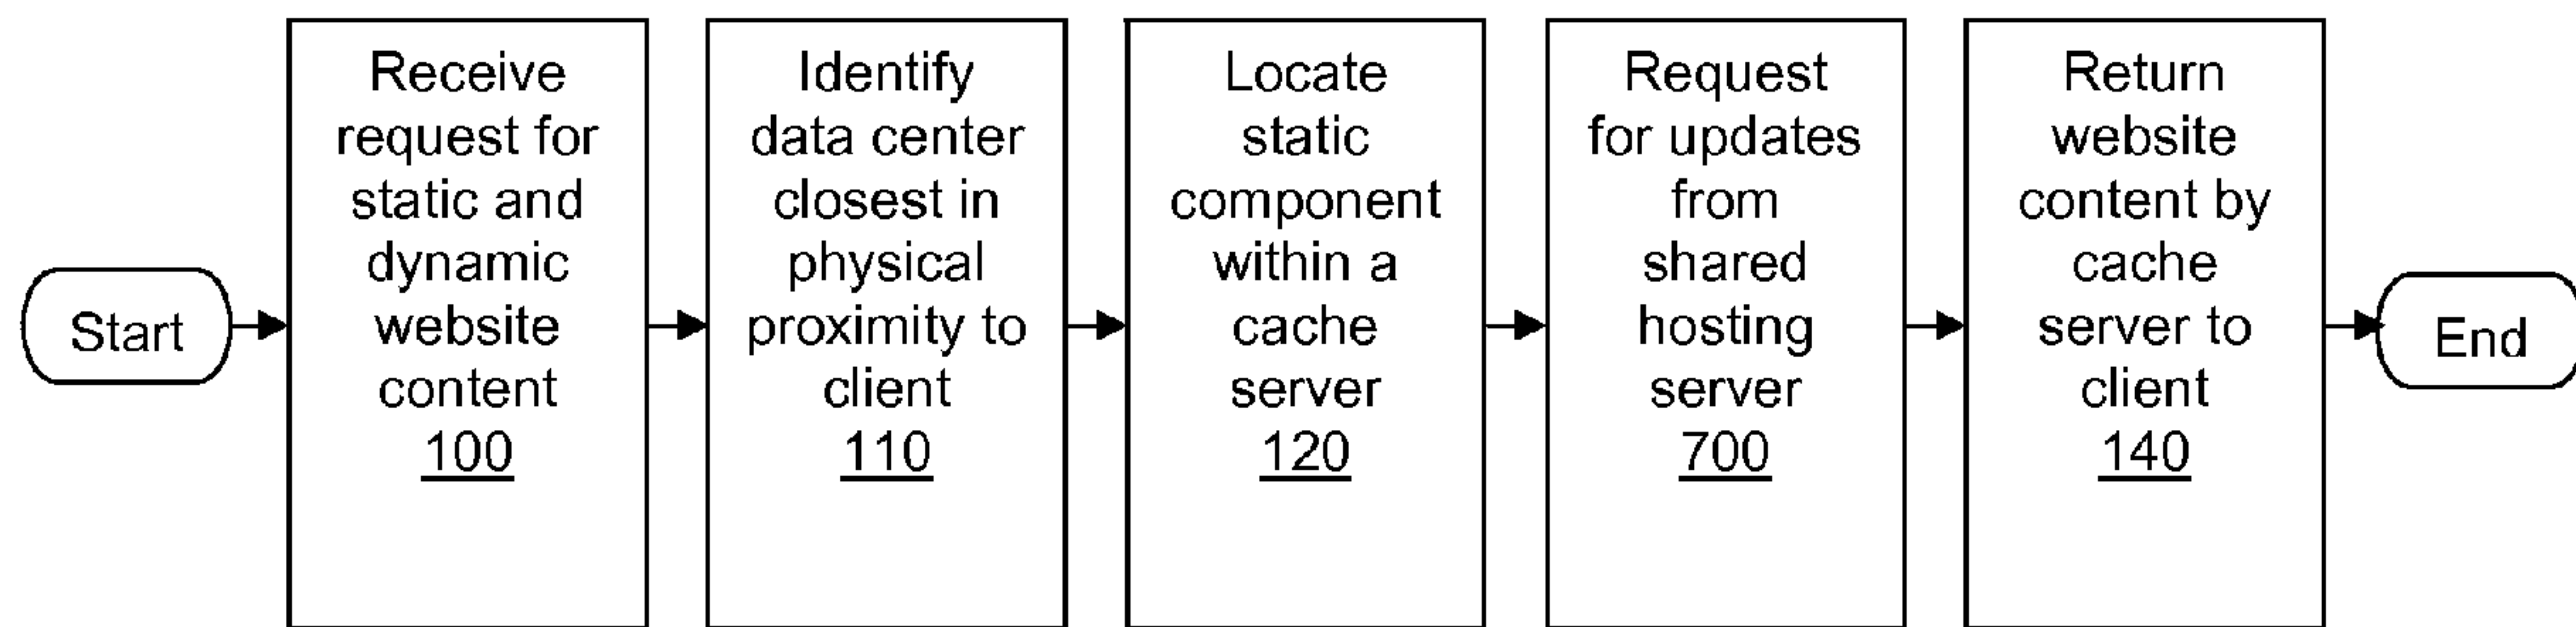 Start
Receive
request for
static and
dynamic
website
content
100
Identify
data center
closest in
physical
proximity to
client
110
Locate
static
component
within a
cache
server
120
Request
for updates
from
shared
hosting
server
700
Return
website
content by
cache
server to
client
140
End